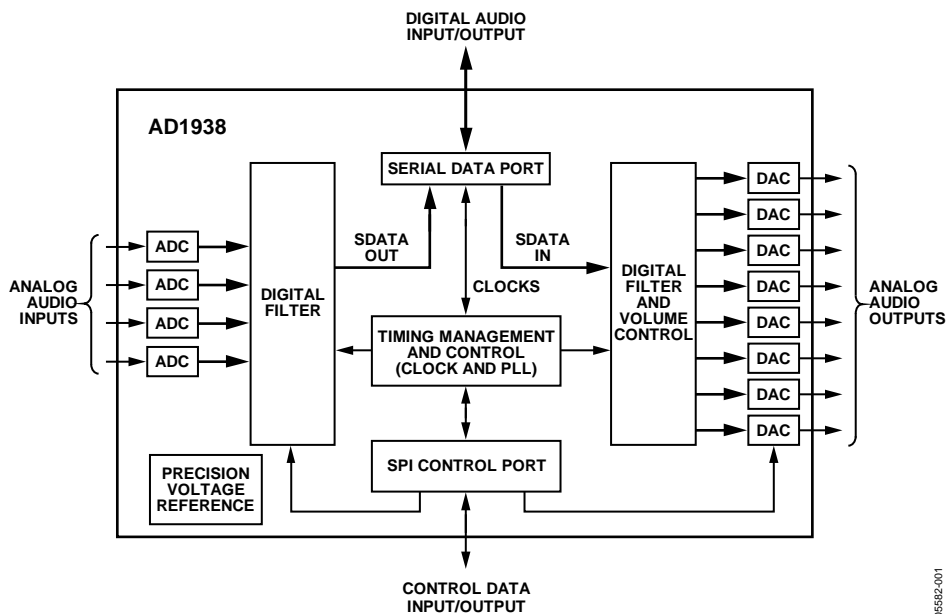 DIGITAL AUDIO
INPUT/OUTPUT
AD1938
SERIAL DATA PORT
SDATA
OUT
SDATA
IN
CLOCKS
ANALOG
AUDIO
INPUTS
ADC
ADC
ADC
ADC
DIGITAL
FILTER
TIMING MANAGEMENT
AND CONTROL
(CLOCK AND PLL)
DIGITAL
FILTER
AND
VOLUME
CONTROL
DAC
DAC
DAC
DAC
DAC
DAC
DAC
DAC
ANALOG
AUDIO
OUTPUTS
PRECISION
VOLTAGE
REFERENCE
SPI CONTROL PORT
CONTROL DATA
INPUT/OUTPUT
05582-001